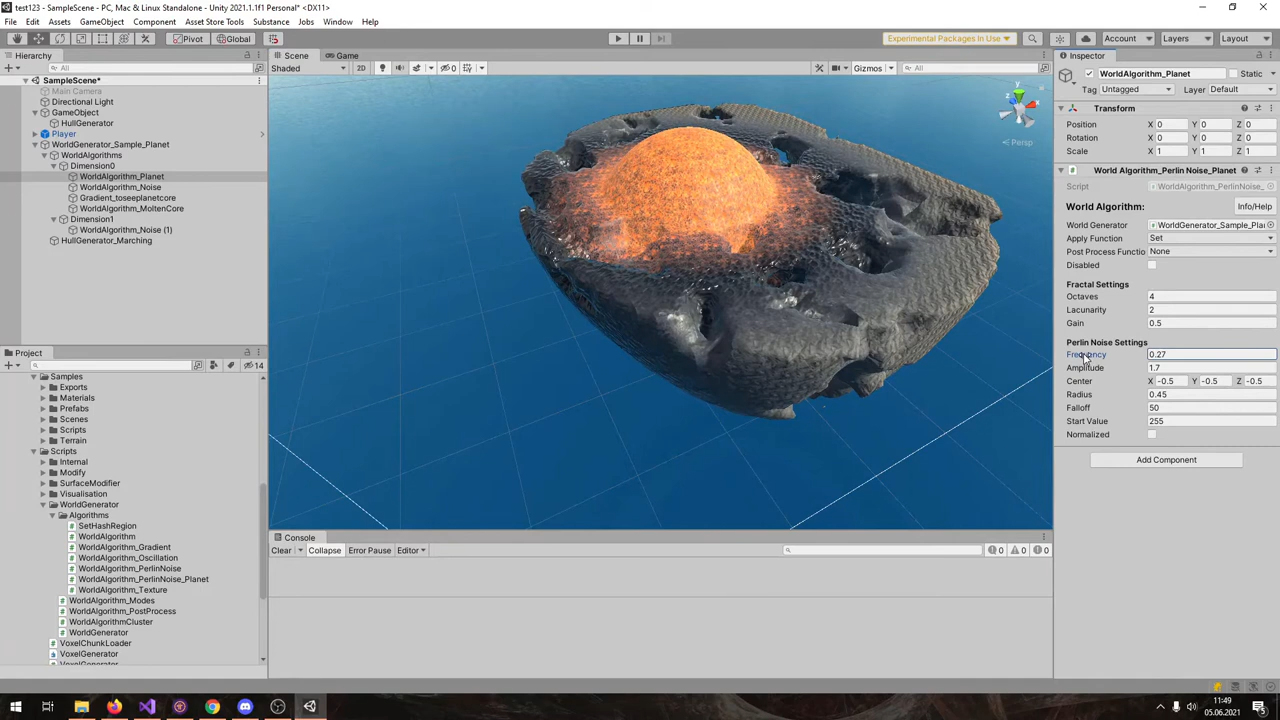 test123 - SampleScene - PC, Mac & Linux Standalone - Unity 2021.1.1f1 Personal* <DX11>
File Edit Assets GameObject Component Asset Store Tools Substance Jobs Window Help
Pivot Global Experimental Packages In Use Account Layers Layout
Hierarchy
All
SampleScene*
Main Camera
Directional Light
GameObject
HullGenerator
Player
WorldGenerator_Sample_Planet
WorldAlgorithms
Dimension0
WorldAlgorithm_Planet
WorldAlgorithm_Noise
Gradient_toseeplanetcore
WorldAlgorithm_MoltenCore
Dimension1
WorldAlgorithm_Noise (1)
HullGenerator_Marching
Project
14
Samples
Exports
Materials
Prefabs
Scenes
Scripts
Terrain
Scripts
Internal
Modify
SurfaceModifier
Visualisation
WorldGenerator
Algorithms
SetHashRegion
WorldAlgorithm
WorldAlgorithm_Gradient
WorldAlgorithm_Oscillation
WorldAlgorithm_PerlinNoise
WorldAlgorithm_PerlinNoise_Planet
WorldAlgorithm_Texture
WorldAlgorithm_Modes
WorldAlgorithm_PostProcess
WorldAlgorithmCluster
WorldGenerator
VoxelChunkLoader
VoxelGenerator
Scene Game
Shaded 2D 0 Gizmos All
y
z x
Persp
Console
Clear Collapse Error Pause Editor 0 0 0
Inspector
WorldAlgorithm_Planet Static
Tag Untagged Layer Default
Transform
Position X 0 Y 0 Z 0
Rotation X 0 Y 0 Z 0
Scale X 1 Y 1 Z 1
World Algorithm_Perlin Noise_Planet
Script WorldAlgorithm_PerlinNoise_
World Algorithm: Info/Help
World Generator WorldGenerator_Sample_Pla
Apply Function Set
Post Process Functio None
Disabled
Fractal Settings
Octaves 4
Lacunarity 2
Gain 0.5
Perlin Noise Settings
Frequency 0.27
Amplitude 1.7
Center X -0.5 Y -0.5 Z -0.5
Radius 0.45
Falloff 50
Start Value 255
Normalized
Add Component
11:49
05.06.2021